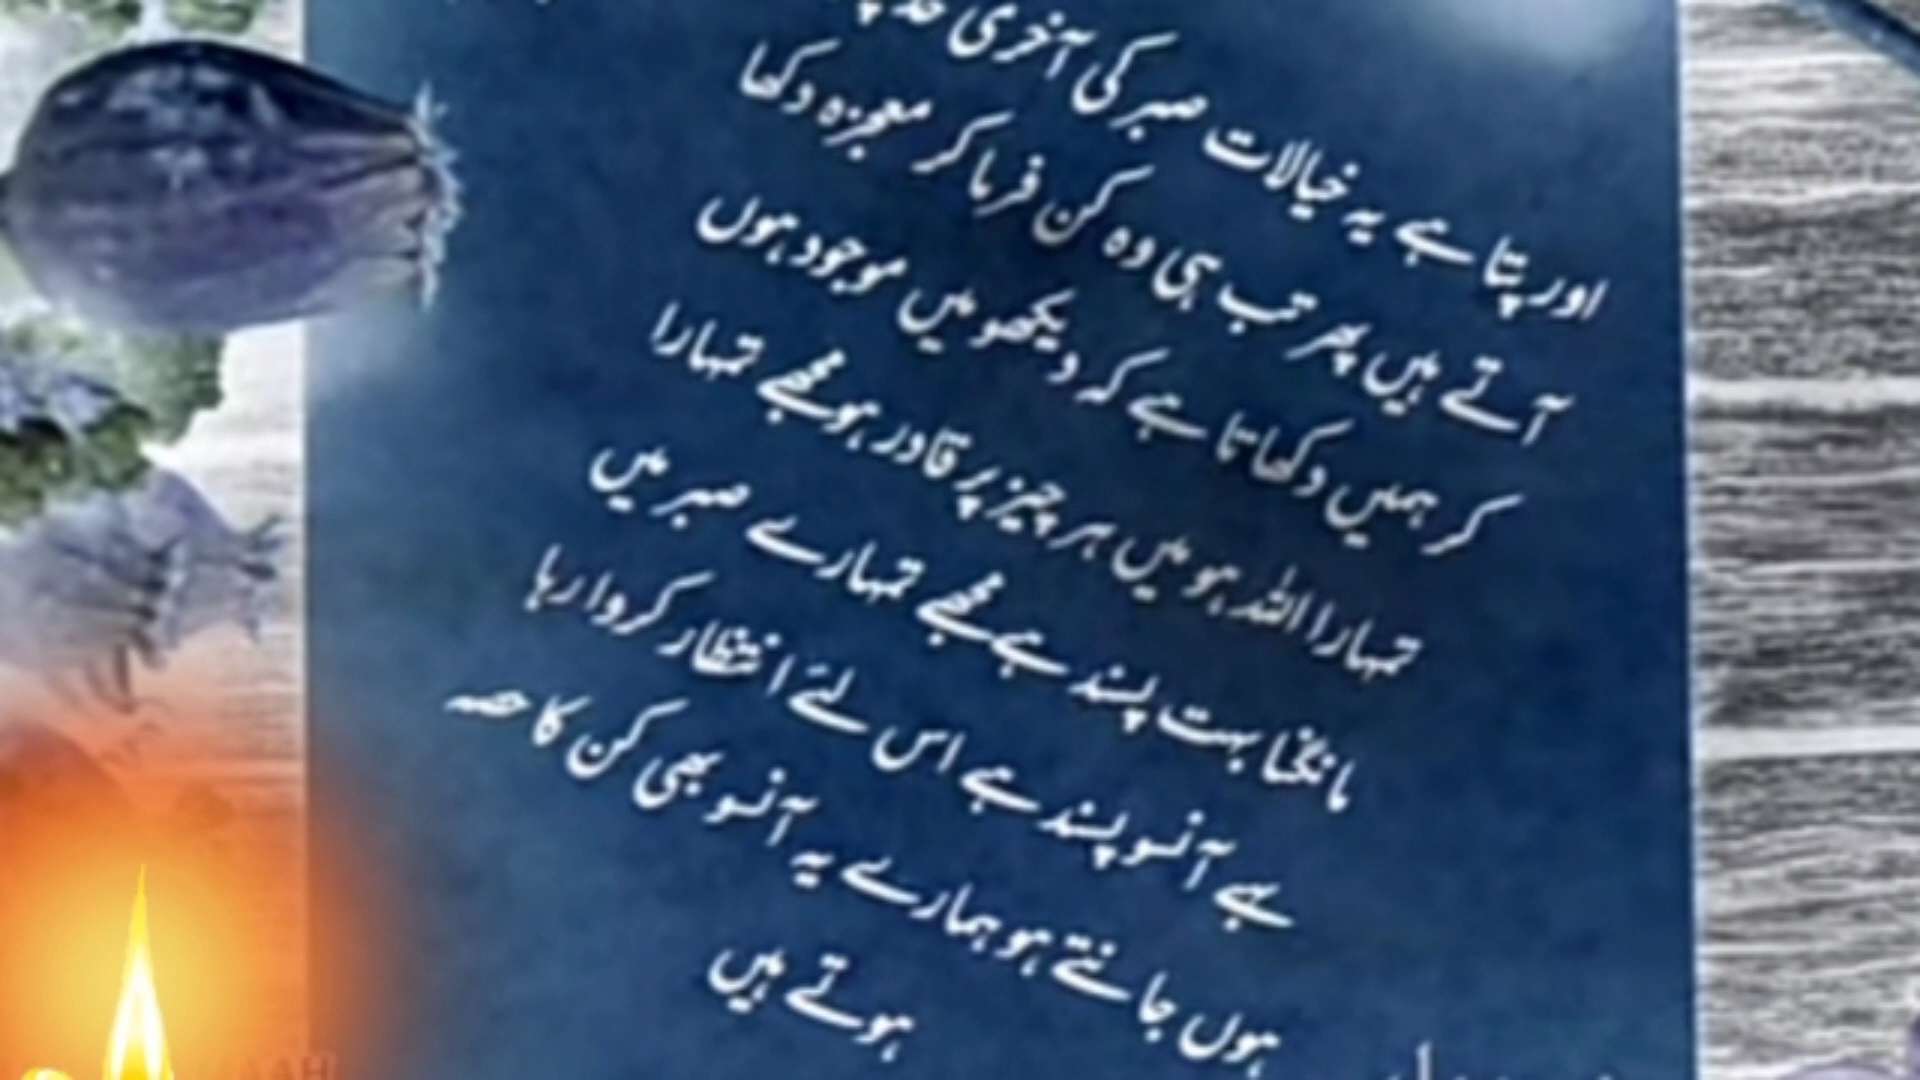 اور پتا ہے یہ خیالات صبر کی آخری حد پہ
آتے ہیں پھر تب ہی وہ کن فرما کر معجزہ دکھا
کر ہمیں دکھاتا ہے کہ دیکھو میں موجود ہوں
تمہارا اللہ ہو میں ہر چیز پر قادر ہو مجھے تمہارا
مانگنا بہت پسند ہے مجھے تمہارے صبر میں
بہے آنسو پسند ہے اس لئے انتظار کروا رہا
ہوں جانتے ہو ہمارے یہ آنسو بھی کن کا حصہ
ہوتے ہیں